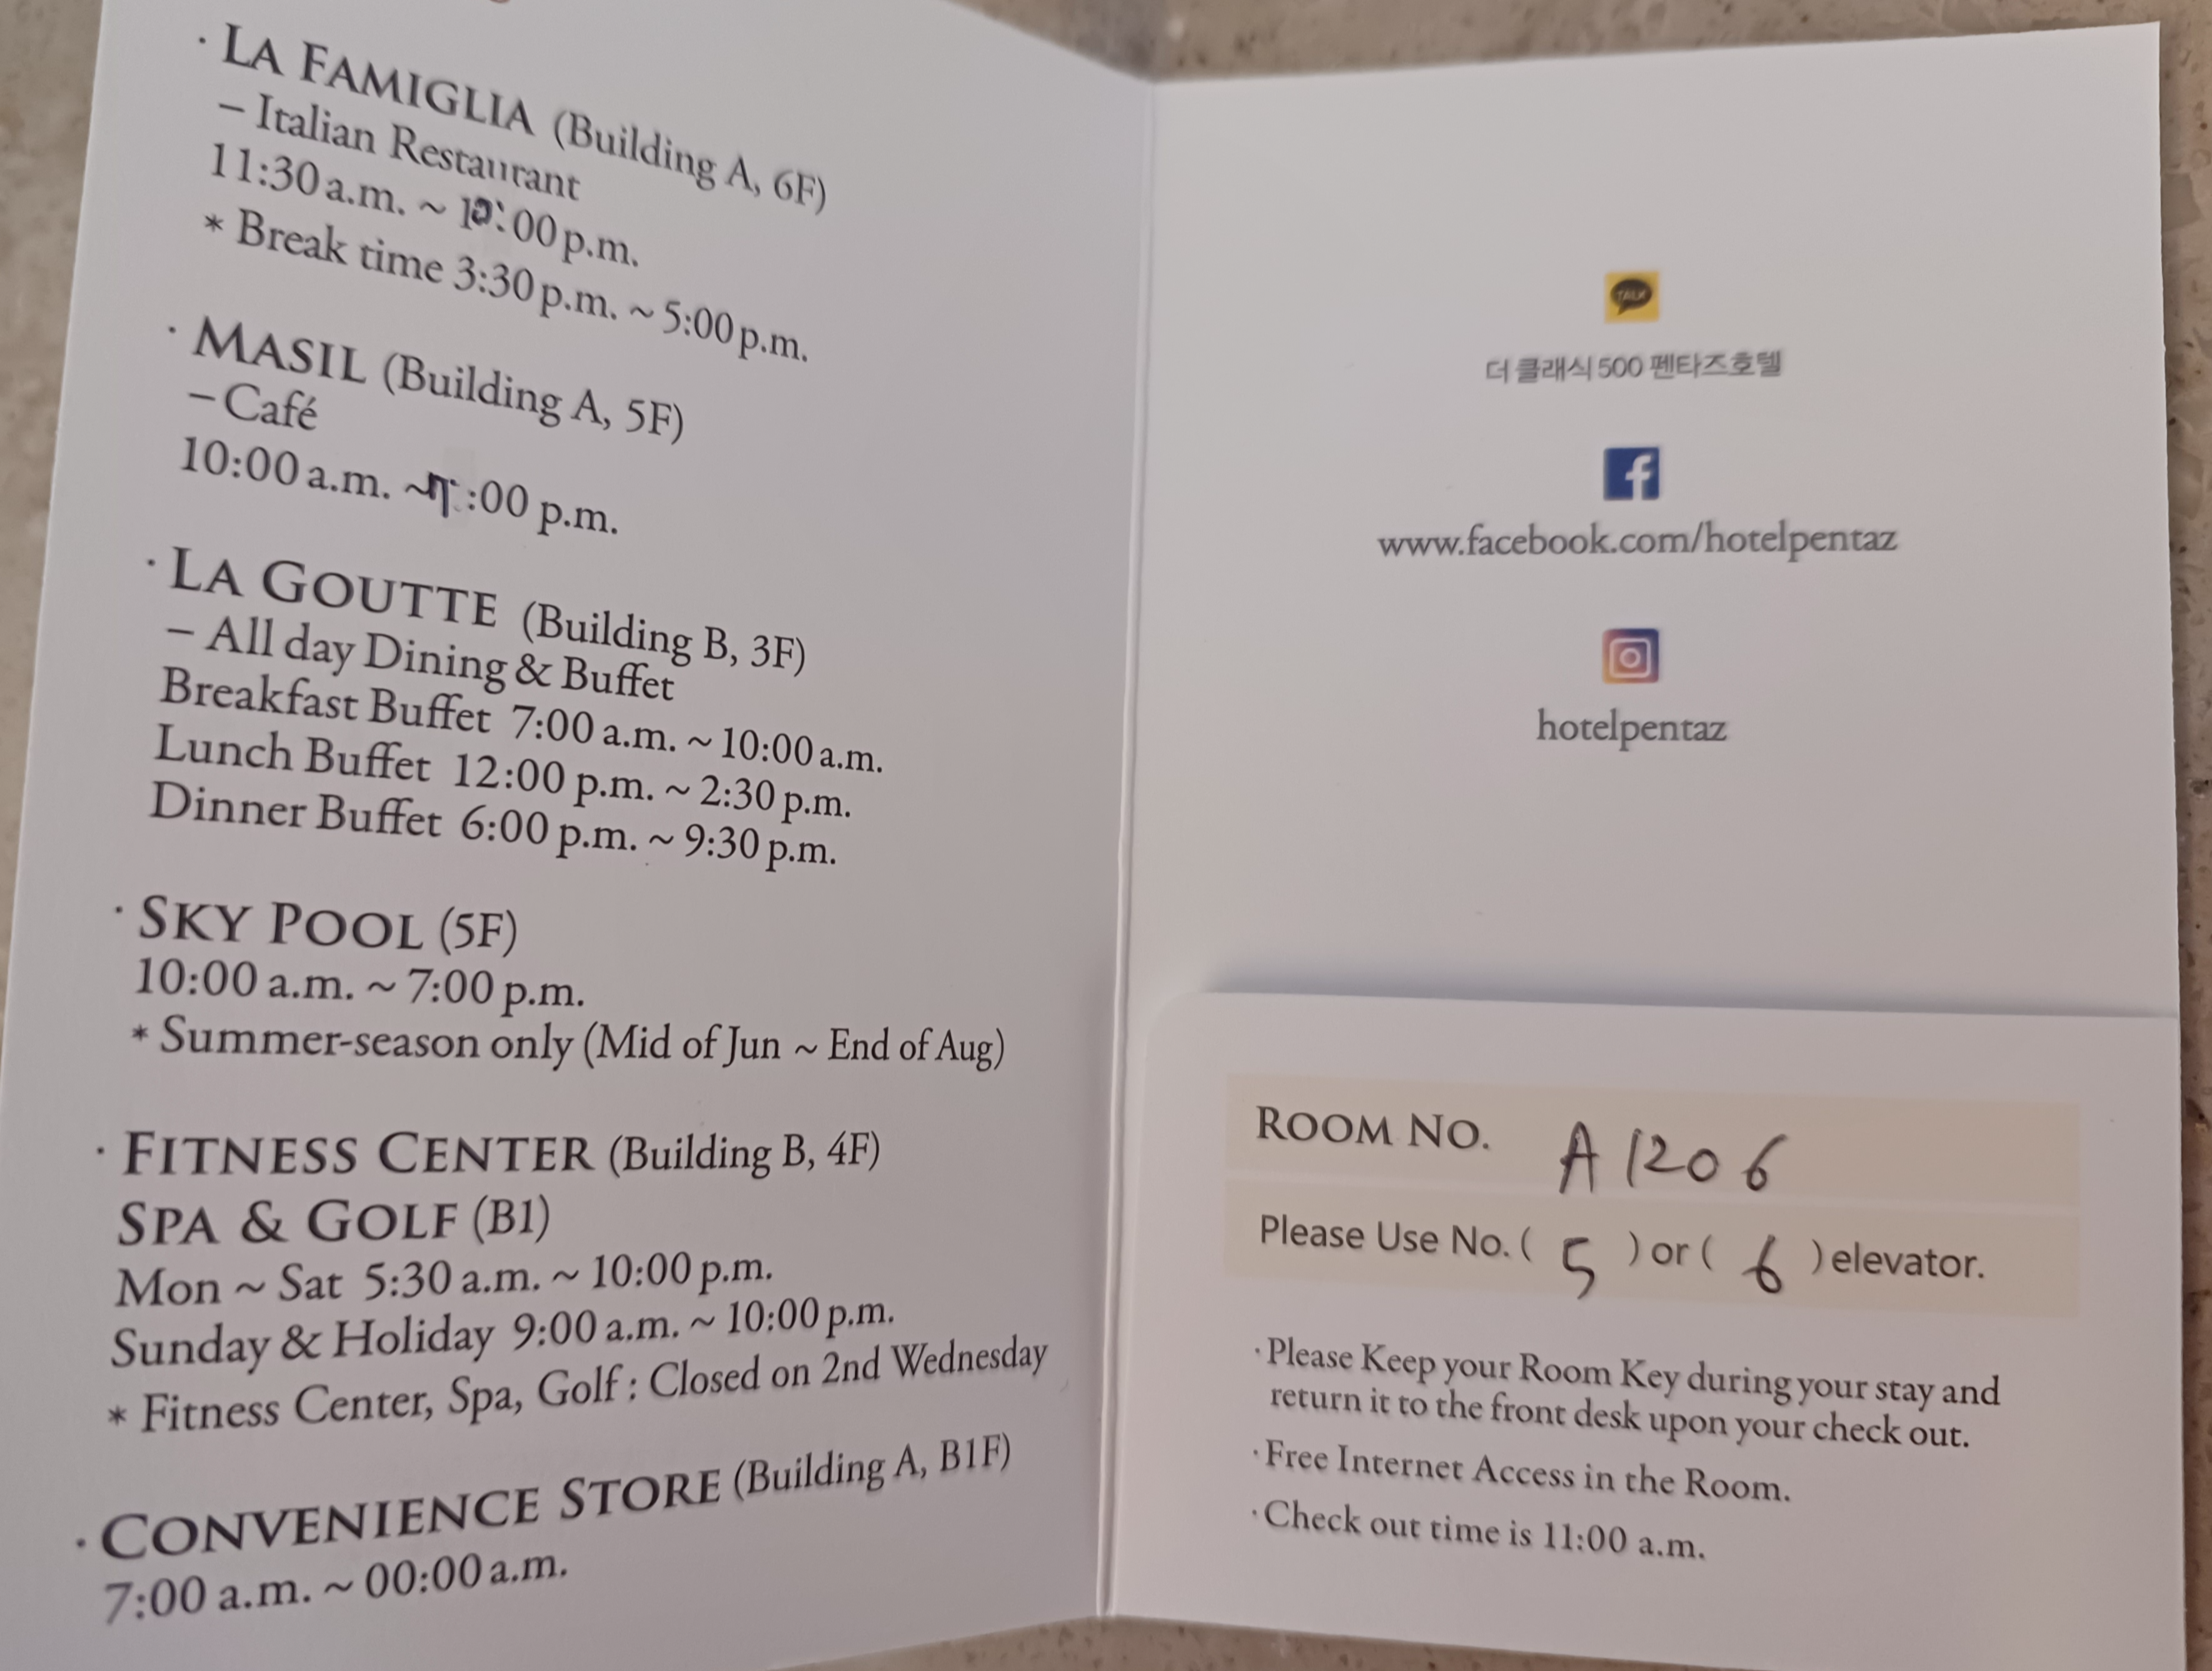 · LA FAMIGLIA (Building A, 6F)
– Italian Restaurant
11:30 a.m. ~ 10:00 p.m.
* Break time 3:30 p.m. ~ 5:00 p.m.
· MASIL (Building A, 5F)
– Café
10:00 a.m. ~ :00 p.m.
· LA GOUTTE (Building B, 3F)
– All day Dining & Buffet
Breakfast Buffet 7:00 a.m. ~ 10:00 a.m.
Lunch Buffet 12:00 p.m. ~ 2:30 p.m.
Dinner Buffet 6:00 p.m. ~ 9:30 p.m.
· SKY POOL (5F)
10:00 a.m. ~ 7:00 p.m.
* Summer-season only (Mid of Jun ~ End of Aug)
· FITNESS CENTER (Building B, 4F)
SPA & GOLF (B1)
Mon ~ Sat 5:30 a.m. ~ 10:00 p.m.
Sunday & Holiday 9:00 a.m. ~ 10:00 p.m.
* Fitness Center, Spa, Golf : Closed on 2nd Wednesday
· CONVENIENCE STORE (Building A, B1F)
7:00 a.m. ~ 00:00 a.m.
TALK
더 클래식 500 펜타즈호텔
www.facebook.com/hotelpentaz
hotelpentaz
ROOM NO. A 1206
Please Use No. ( 5 ) or ( 6 ) elevator.
· Please Keep your Room Key during your stay and
return it to the front desk upon your check out.
· Free Internet Access in the Room.
· Check out time is 11:00 a.m.